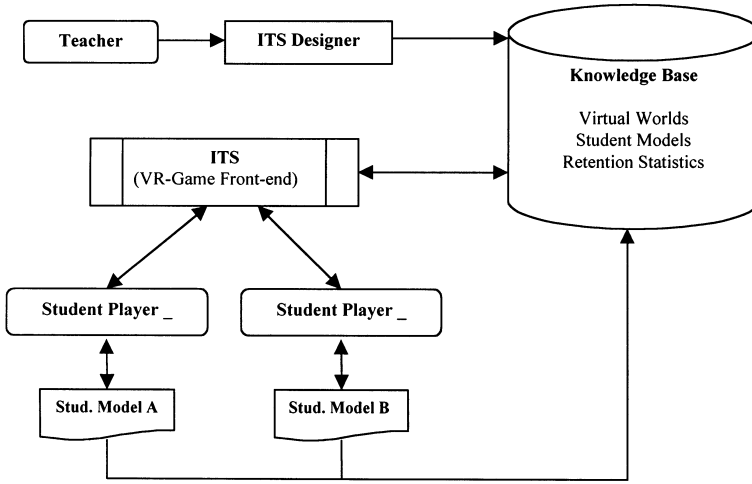 Teacher
ITS Designer
Knowledge Base
Virtual Worlds
Student Models
Retention Statistics
ITS
(VR-Game Front-end)
Student Player _
Student Player _
Stud. Model A
Stud. Model B